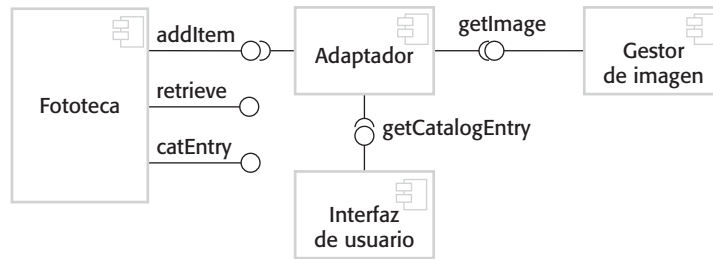 addItem
getImage
Adaptador
Gestor
de imagen
retrieve
Fototeca
getCatalogEntry
catEntry
Interfaz
de usuario